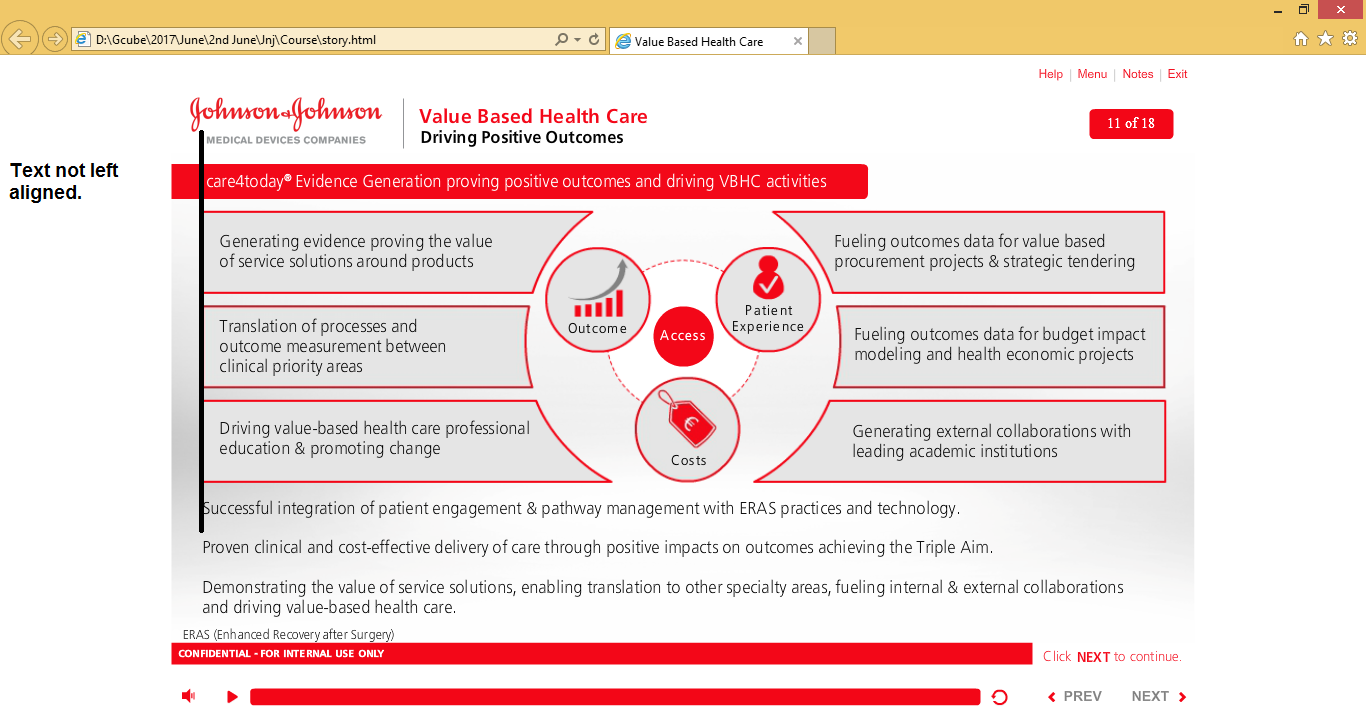 D:\Gcube\2017\June\2nd June\Jnj\Course\story.html
Value Based Health Care
Help | Menu | Notes | Exit
Johnson & Johnson
MEDICAL DEVICES COMPANIES
Value Based Health Care
Driving Positive Outcomes
11 of 18
Text not left
aligned.
care4today® Evidence Generation proving positive outcomes and driving VBHC activities
Generating evidence proving the value
of service solutions around products
Translation of processes and
outcome measurement between
clinical priority areas
Driving value-based health care professional
education & promoting change
Outcome
Patient
Experience
Access
€
Costs
Fueling outcomes data for value based
procurement projects & strategic tendering
Fueling outcomes data for budget impact
modeling and health economic projects
Generating external collaborations with
leading academic institutions
Successful integration of patient engagement & pathway management with ERAS practices and technology.
Proven clinical and cost-effective delivery of care through positive impacts on outcomes achieving the Triple Aim.
Demonstrating the value of service solutions, enabling translation to other specialty areas, fueling internal & external collaborations
and driving value-based health care.
ERAS (Enhanced Recovery after Surgery)
CONFIDENTIAL - FOR INTERNAL USE ONLY
Click NEXT to continue.
PREV
NEXT